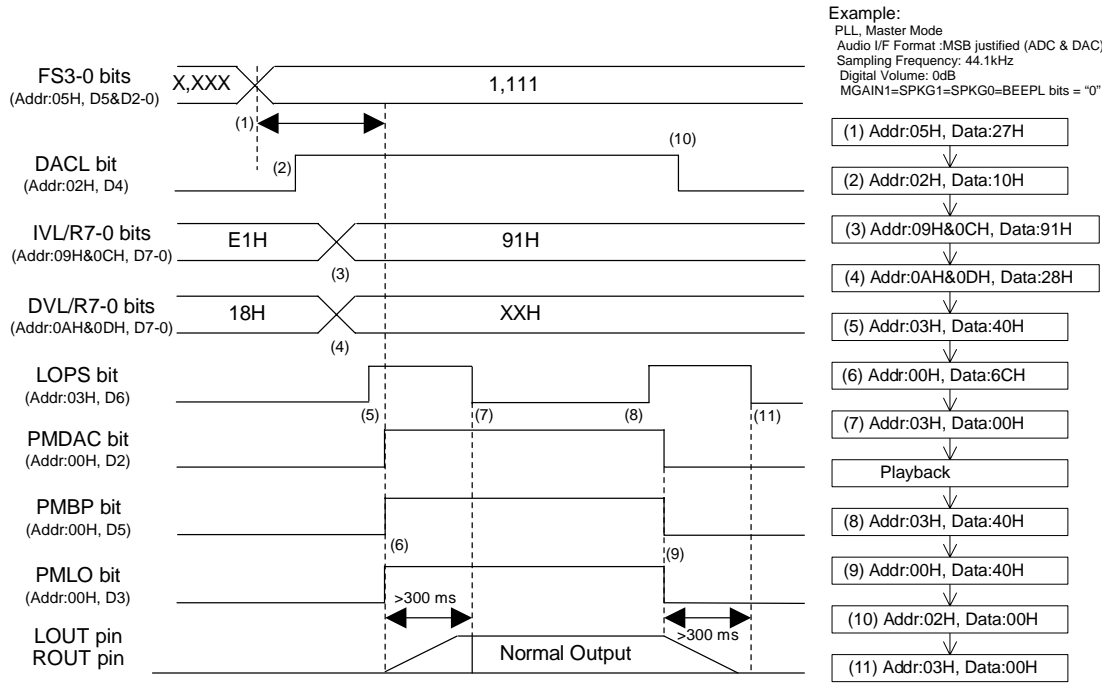 Example:
PLL, Master Mode
Audio I/F Format :MSB justified (ADC & DAC)
Sampling Frequency: 44.1kHz
Digital Volume: 0dB
MGAIN1=SPKG1=SPKG0=BEEPL bits = “0”
FS3-0 bits
(Addr:05H, D5&D2-0)
X,XXX
1,111
(1)
(10)
DACL bit
(Addr:02H, D4)
(2)
IVL/R7-0 bits
(Addr:09H&0CH, D7-0)
E1H
91H
(3)
DVL/R7-0 bits
(Addr:0AH&0DH, D7-0)
18H
XXH
(4)
LOPS bit
(Addr:03H, D6)
(5)
(7)
(8)
(11)
PMDAC bit
(Addr:00H, D2)
PMBP bit
(Addr:00H, D5)
(6)
(9)
PMLO bit
(Addr:00H, D3)
>300 ms
>300 ms
LOUT pin
ROUT pin
Normal Output
(1) Addr:05H, Data:27H
(2) Addr:02H, Data:10H
(3) Addr:09H&0CH, Data:91H
(4) Addr:0AH&0DH, Data:28H
(5) Addr:03H, Data:40H
(6) Addr:00H, Data:6CH
(7) Addr:03H, Data:00H
Playback
(8) Addr:03H, Data:40H
(9) Addr:00H, Data:40H
(10) Addr:02H, Data:00H
(11) Addr:03H, Data:00H